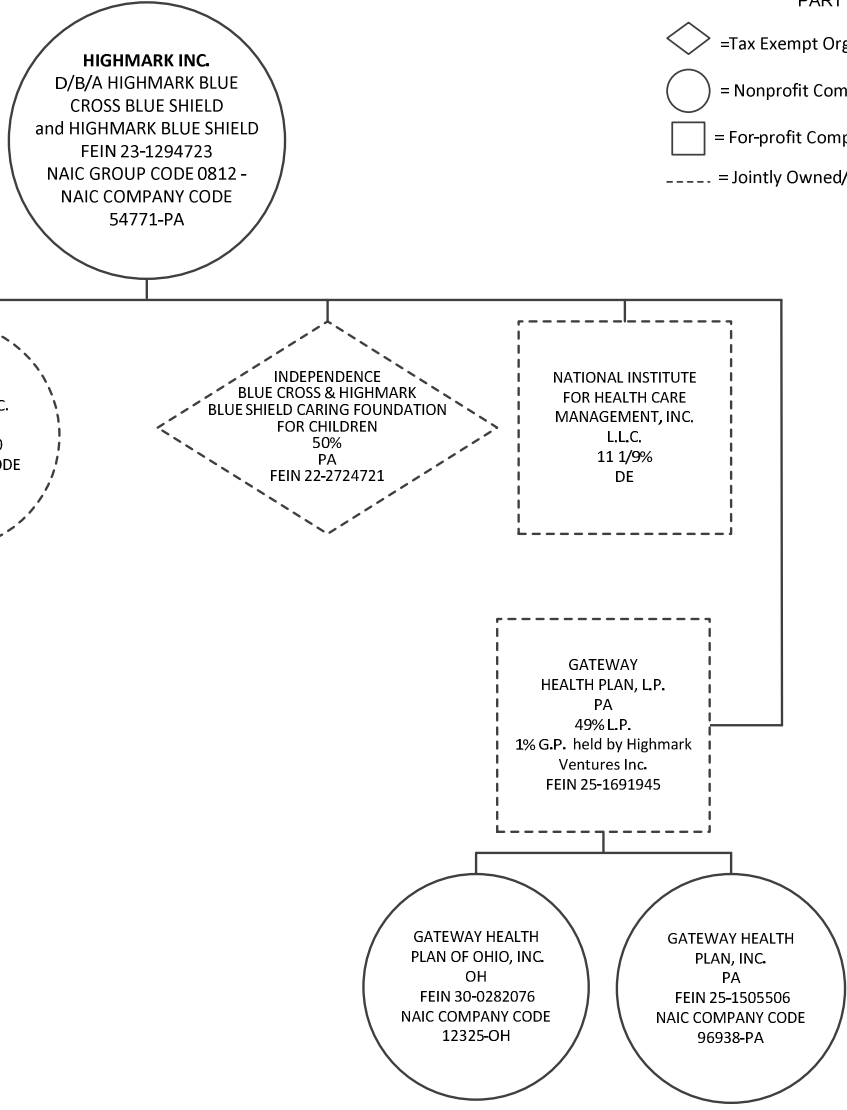 PART
=Tax Exempt Org
= Nonprofit Com
= For-profit Comp
= Jointly Owned/
HIGHMARK INC.
D/B/A HIGHMARK BLUE
CROSS BLUE SHIELD
and HIGHMARK BLUE SHIELD
FEIN 23-1294723
NAIC GROUP CODE 0812 -
NAIC COMPANY CODE
54771-PA
C.
0
ODE
INDEPENDENCE
BLUE CROSS & HIGHMARK
BLUE SHIELD CARING FOUNDATION
FOR CHILDREN
50%
PA
FEIN 22-2724721
NATIONAL INSTITUTE
FOR HEALTH CARE
MANAGEMENT, INC.
L.L.C.
11 1/9%
DE
GATEWAY
HEALTH PLAN, L.P.
PA
49% L.P.
1% G.P. held by Highmark
Ventures Inc.
FEIN 25-1691945
GATEWAY HEALTH
PLAN OF OHIO, INC.
OH
FEIN 30-0282076
NAIC COMPANY CODE
12325-OH
GATEWAY HEALTH
PLAN, INC.
PA
FEIN 25-1505506
NAIC COMPANY CODE
96938-PA